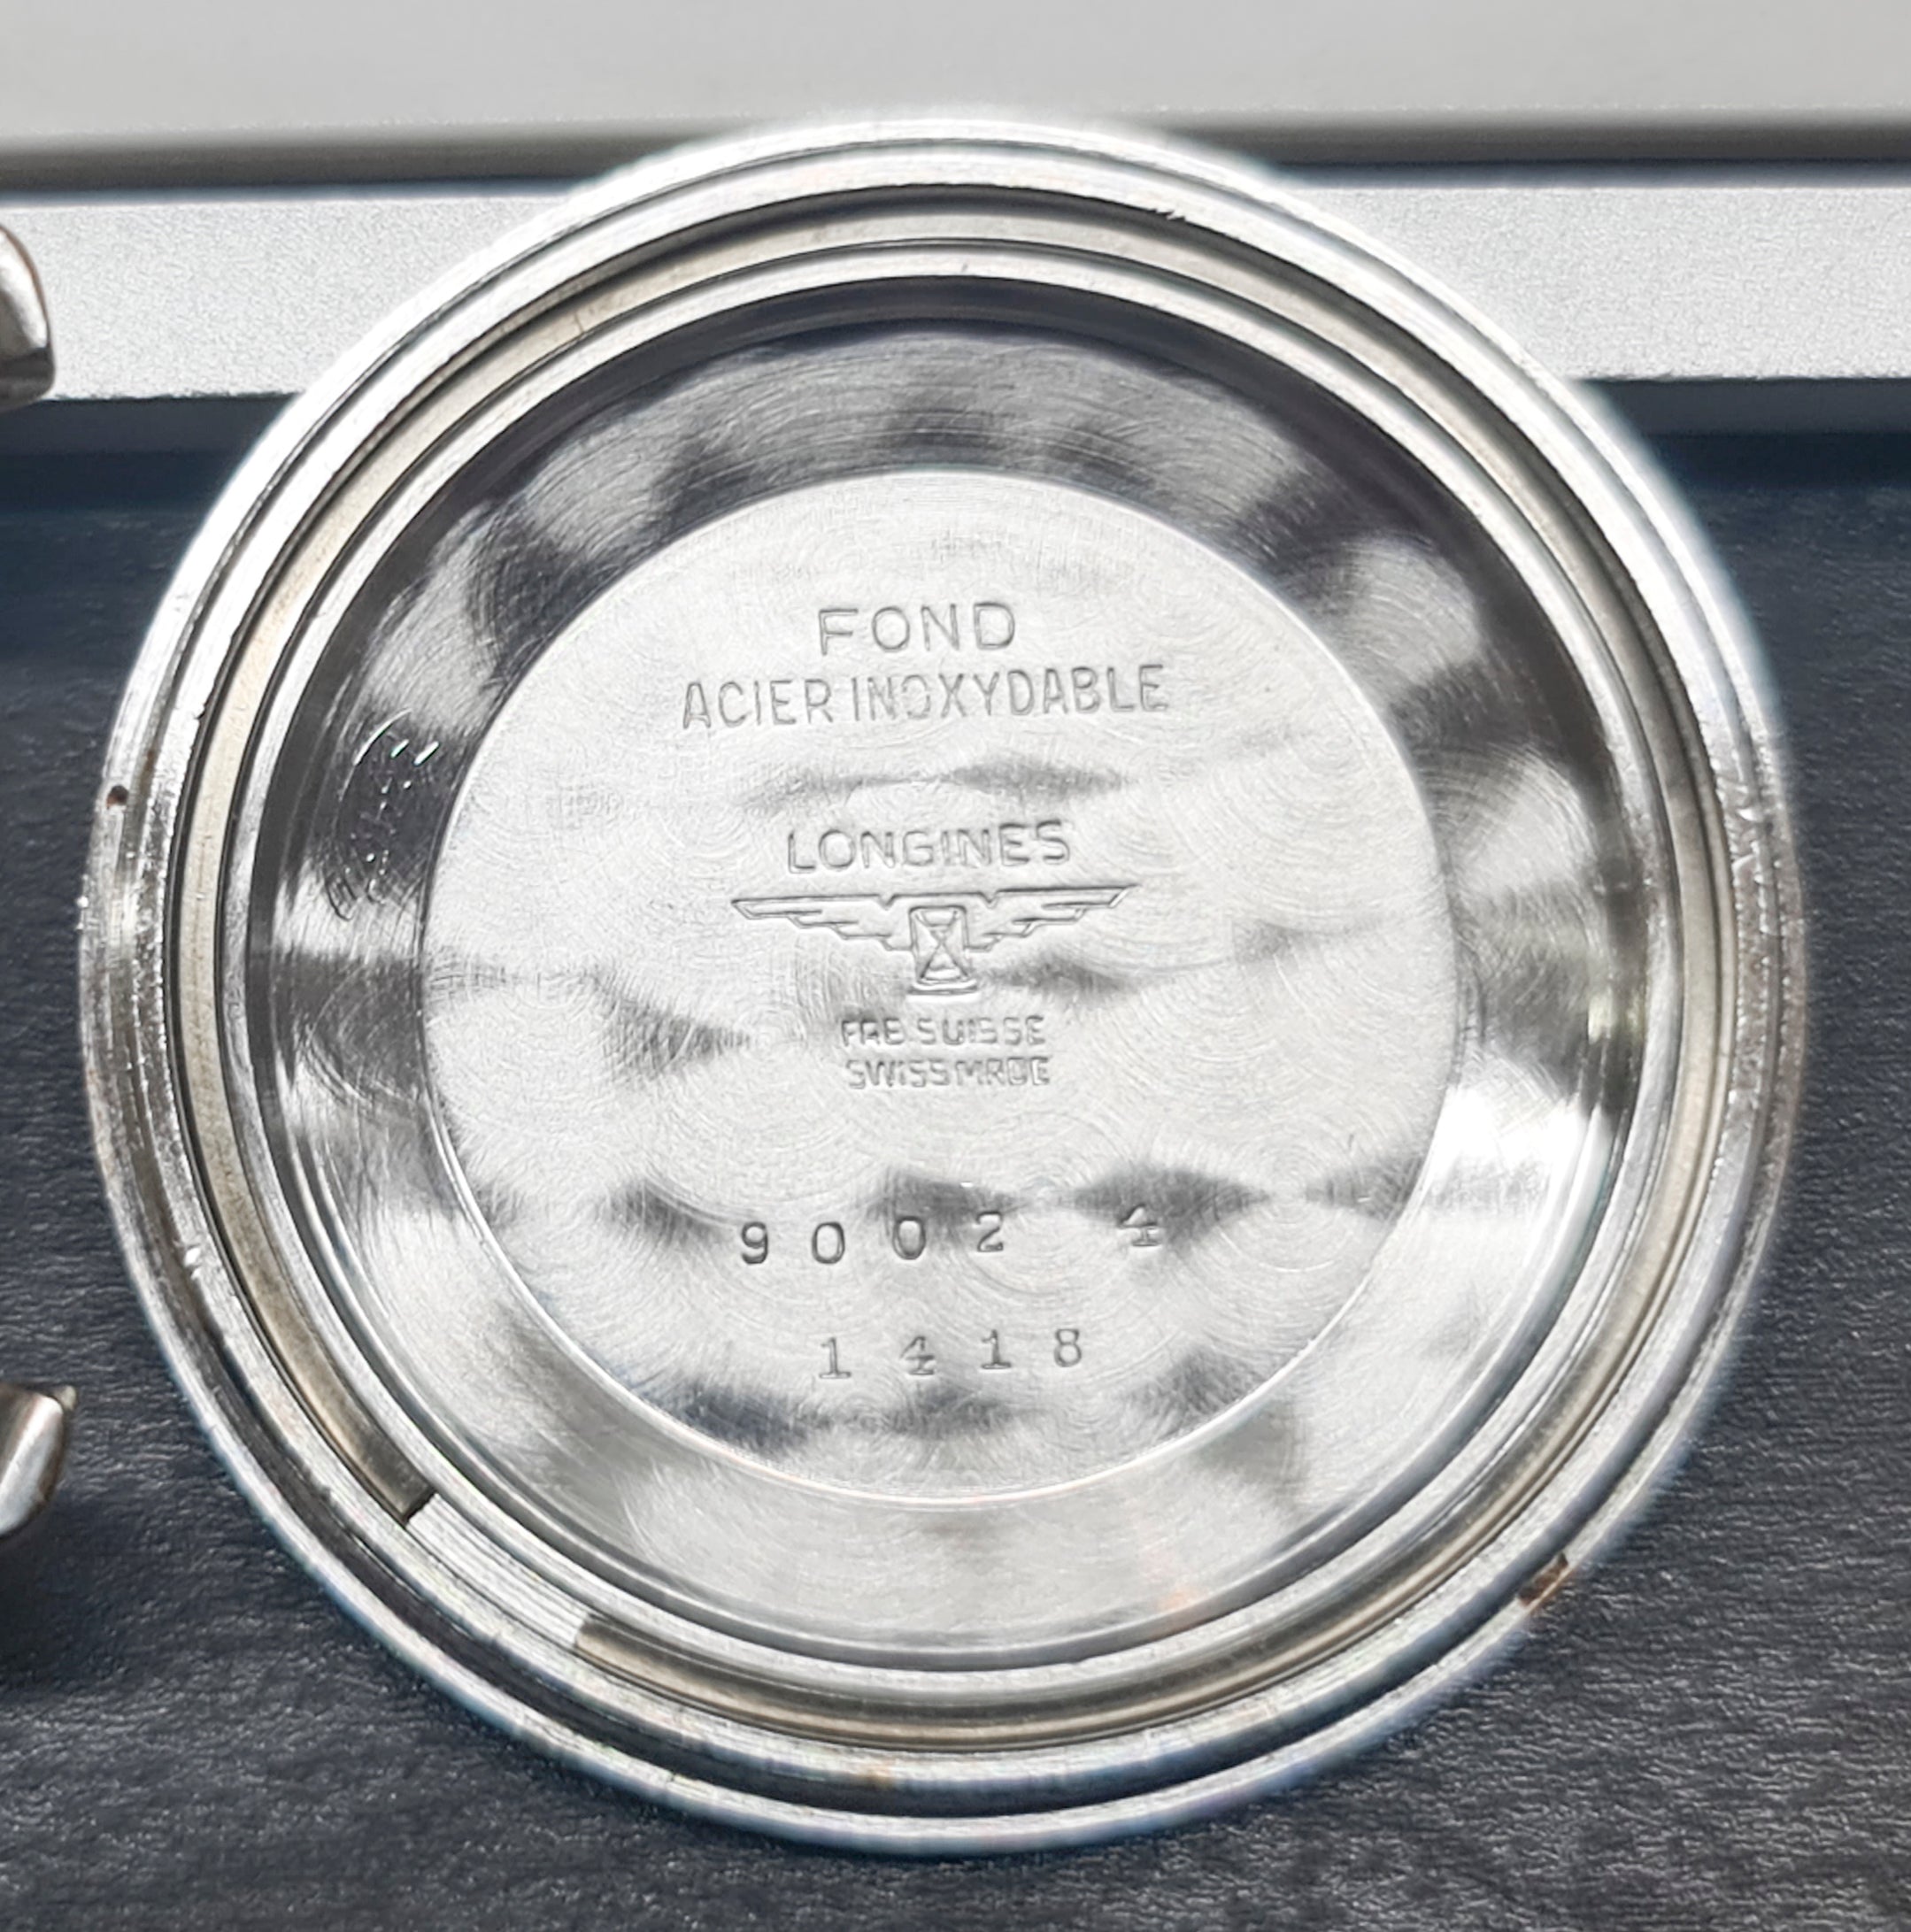 FOND
ACIER INOXYDABLE
LONGINES
FAB SUISSE
SWISS MADE
9002 4
1418